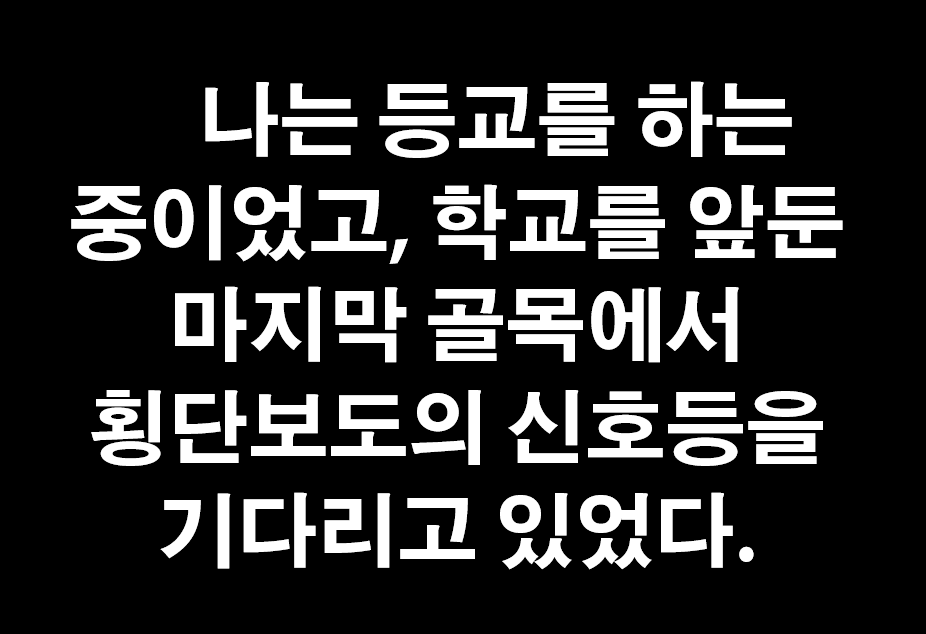 나는 등교를 하는
중이었고, 학교를 앞둔
마지막 골목에서
횡단보도의 신호등을
기다리고 있었다.